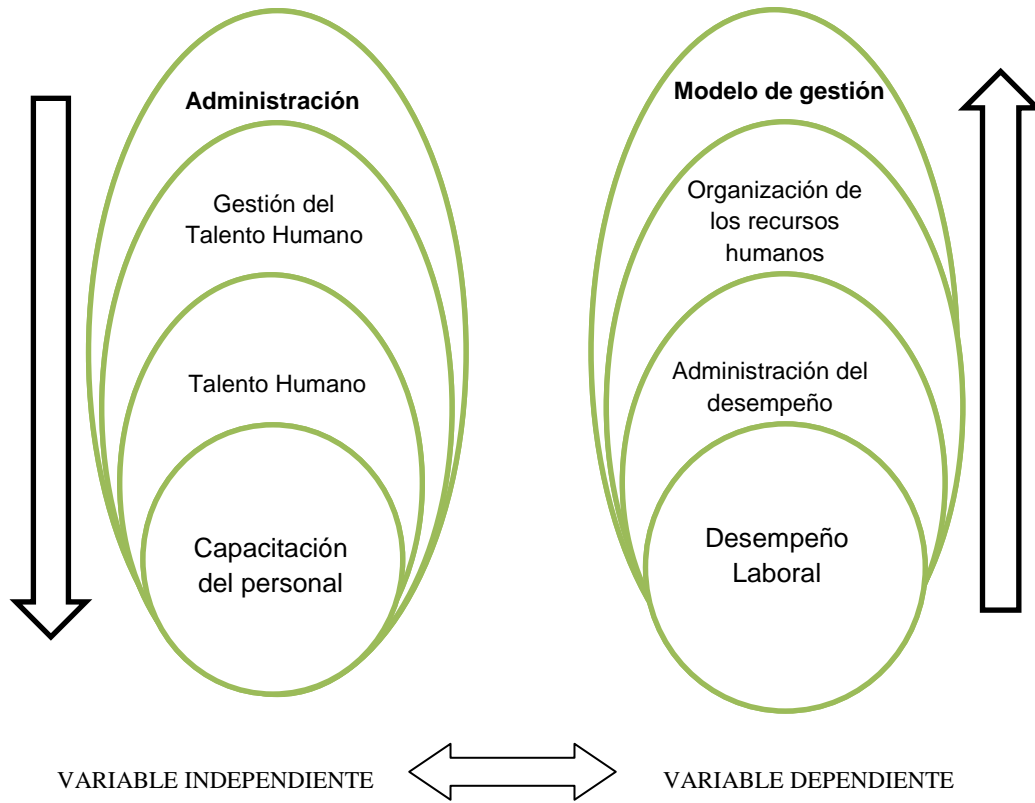 Administración
Gestión del
Talento Humano
Talento Humano
Capacitación
del personal
Modelo de gestión
Organización de
los recursos
humanos
Administración del
desempeño
Desempeño
Laboral
VARIABLE INDEPENDIENTE
VARIABLE DEPENDIENTE